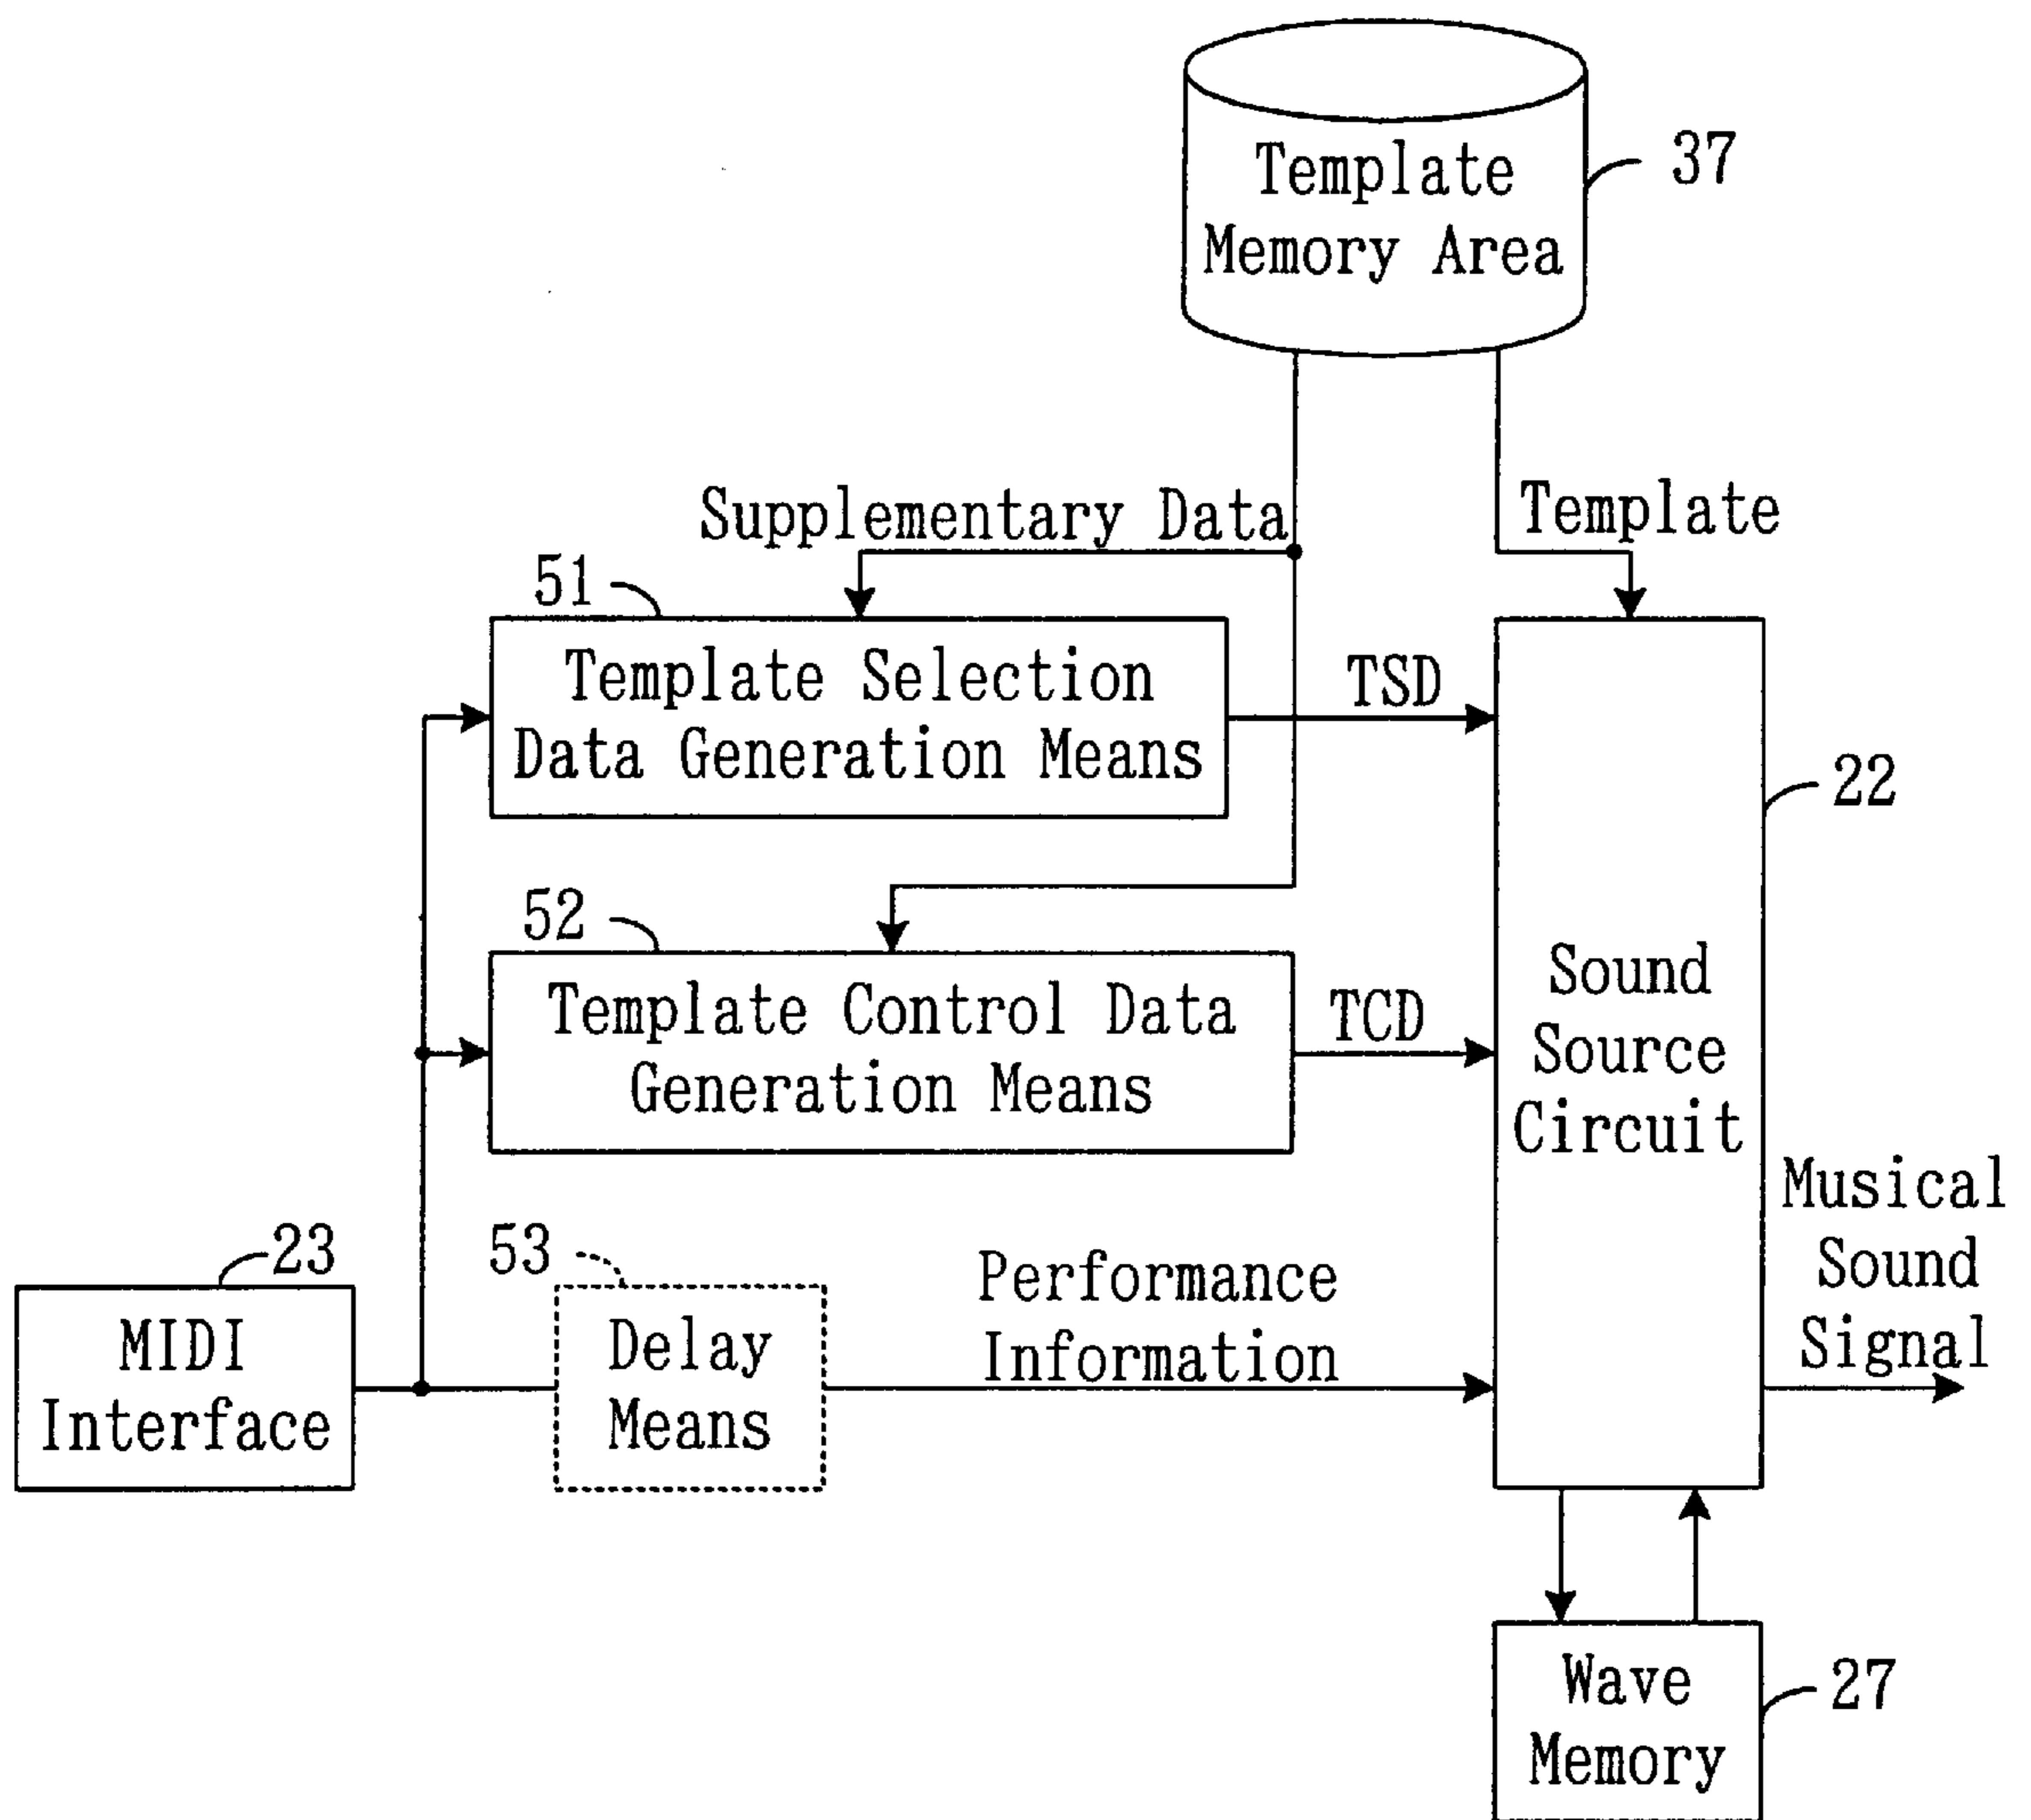 Template
Memory Area
37
Supplementary Data
Template
51
Template Selection
Data Generation Means
TSD
22
52
Template Control Data
Generation Means
TCD
Sound
Source
Circuit
Musical
Sound
Signal
23
MIDI
Interface
53
Delay
Means
Performance
Information
Wave
Memory
27